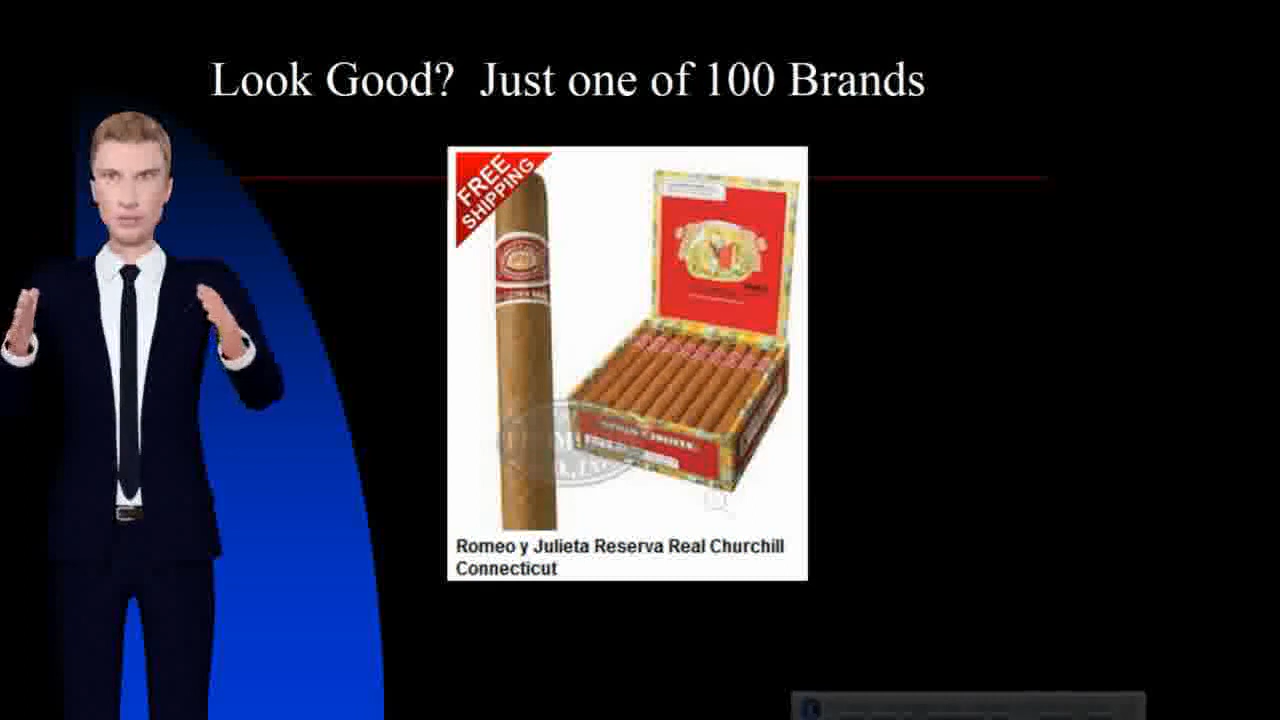 Look Good?  Just one of 100 Brands
FREE
SHIPPING
Romeo y Julieta Reserva Real Churchill
Connecticut